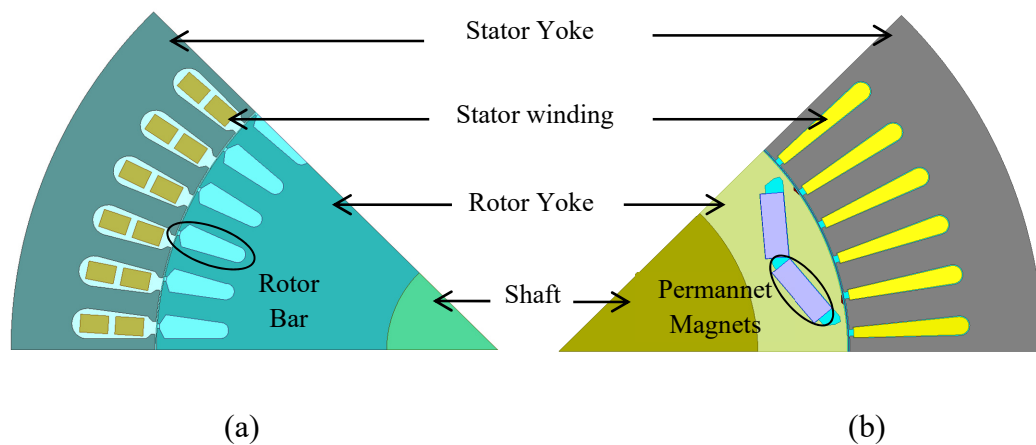 Stator Yoke
Stator winding
Rotor Yoke
Rotor
Bar
Shaft
Permannet
Magnets
(a)
(b)